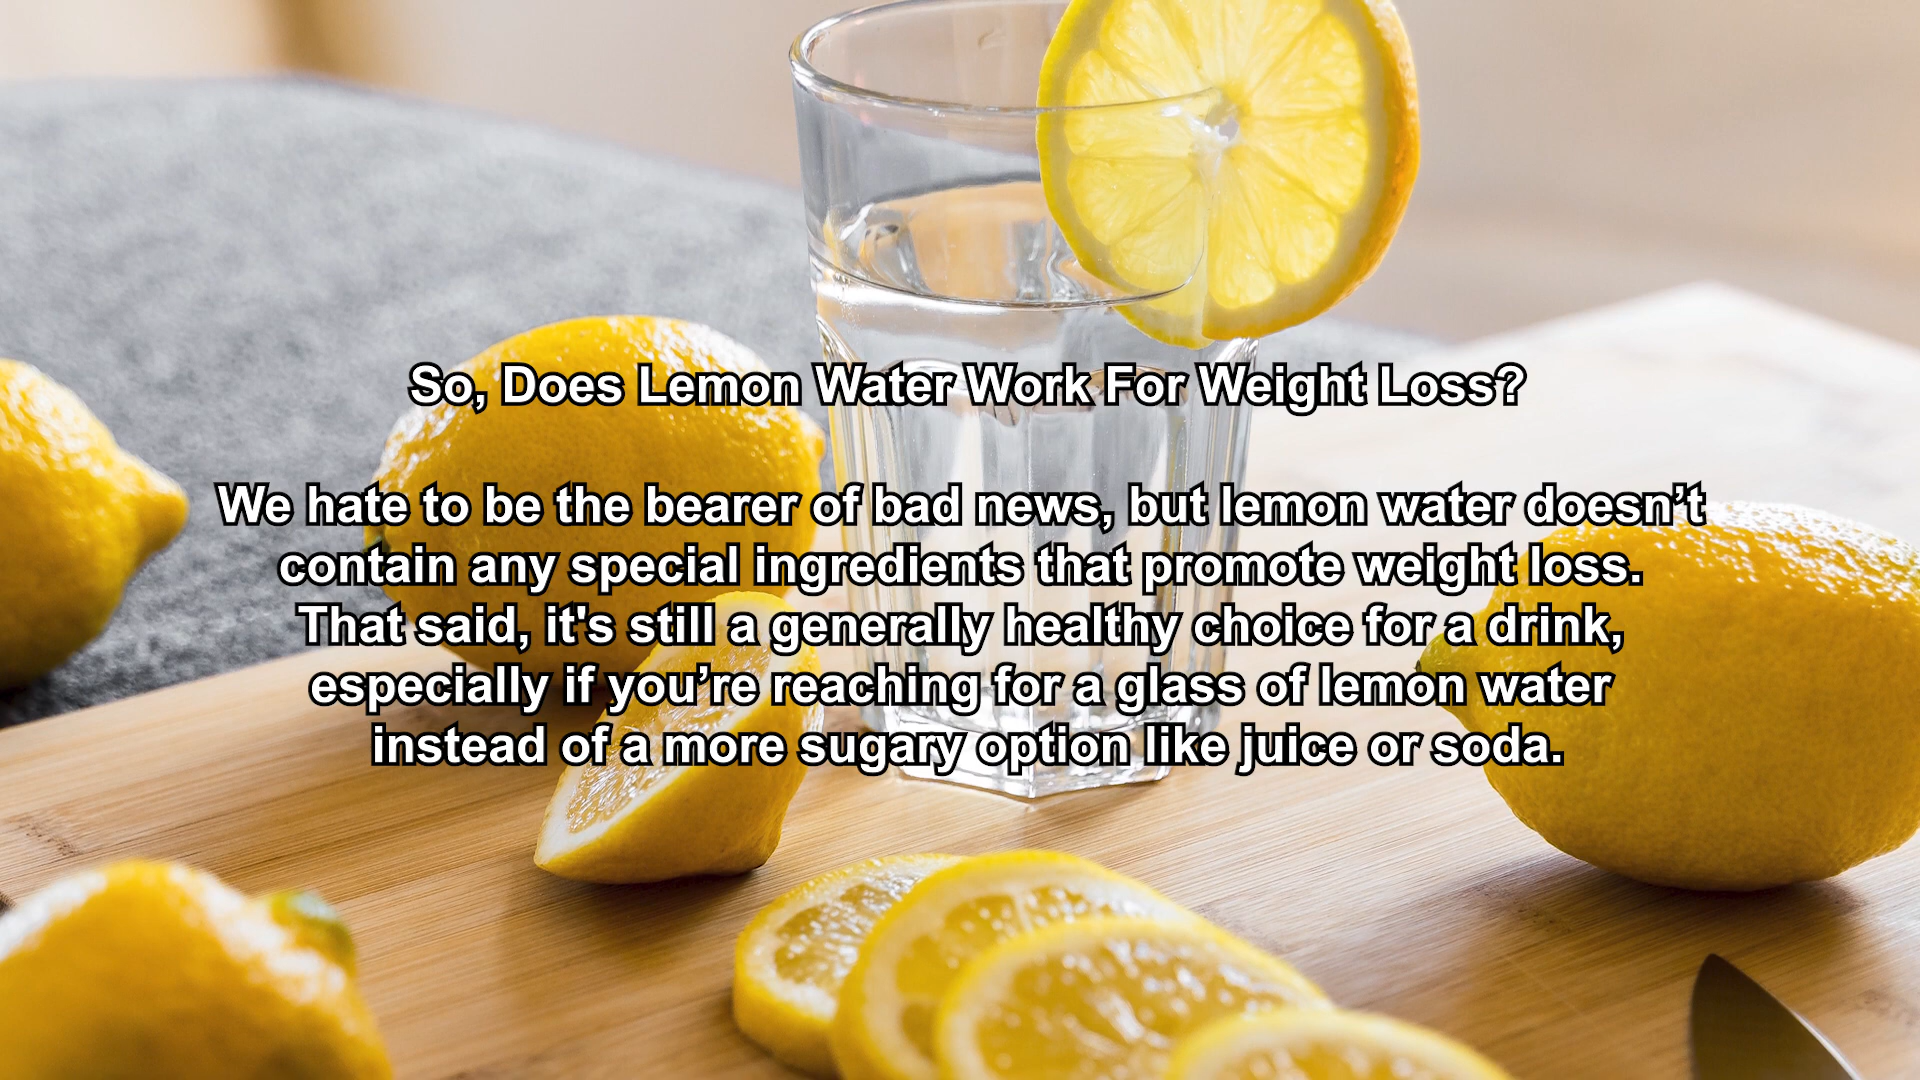 So, Does Lemon Water Work For Weight Loss?
We hate to be the bearer of bad news, but lemon water doesn’t
contain any special ingredients that promote weight loss.
That said, it's still a generally healthy choice for a drink,
especially if you’re reaching for a glass of lemon water
instead of a more sugary option like juice or soda.